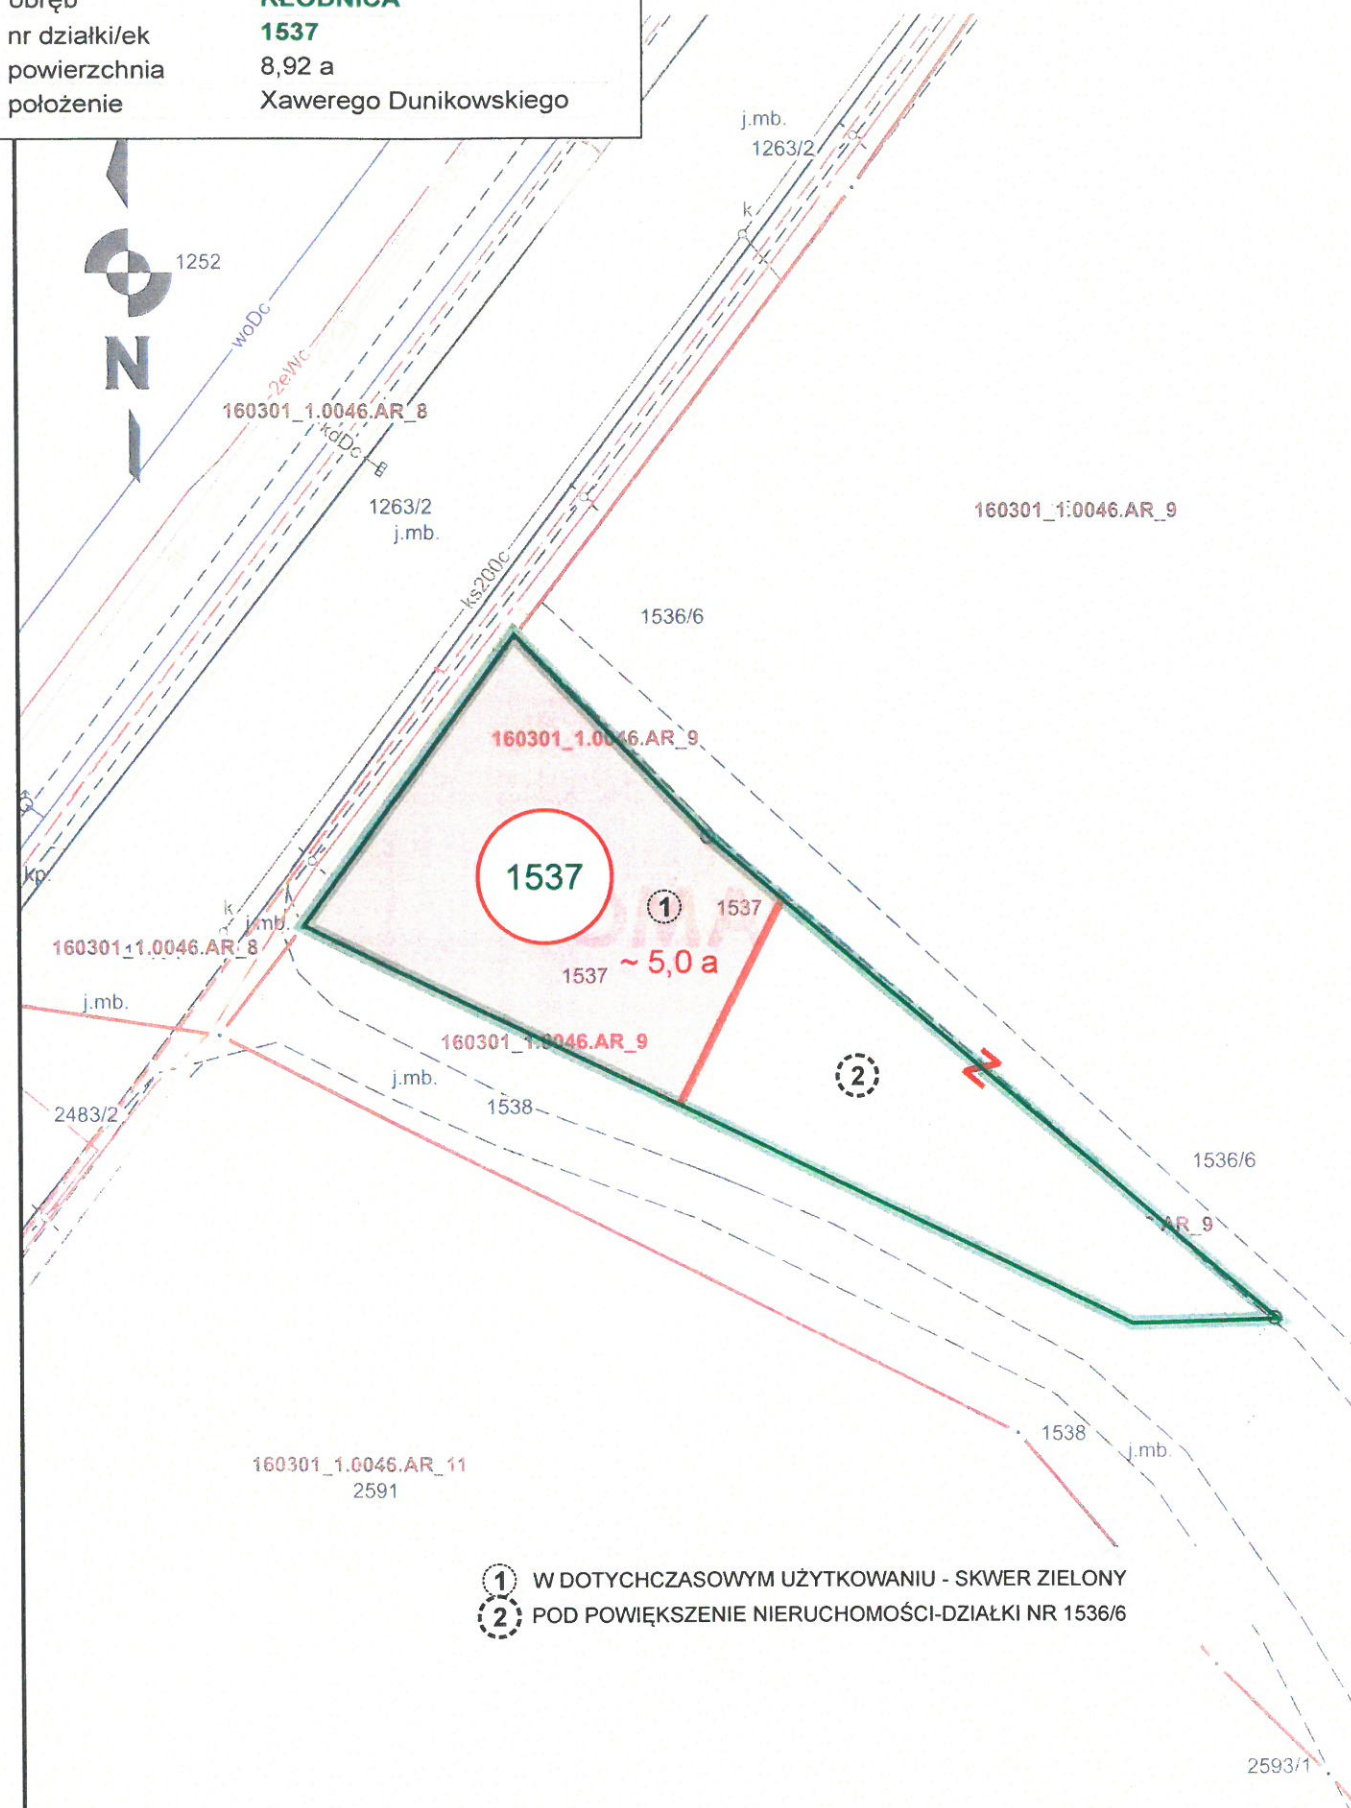 obręb KŁODNICA
nr działki/ek 1537
powierzchnia 8,92 a
położenie Xawerego Dunikowskiego
j.mb.
1263/2
k
1252
N
woDc
2eWc
160301_1.0046.AR_8
kdDc
1263/2
j.mb.
160301_1.0046.AR_9
ks200c
1536/6
160301_1.0046.AR_9
1537
1
1537
1537
~ 5,0 a
kp.
k
j.mb.
160301_1.0046.AR_8
j.mb.
160301_1.0046.AR_9
j.mb.
2
N
1538
2483/2
1536/6
AR_9
1538
j.mb.
160301_1.0046.AR_11
2591
1 W DOTYCHCZASOWYM UŻYTKOWANIU - SKWER ZIELONY
2 POD POWIĘKSZENIE NIERUCHOMOŚCI-DZIAŁKI NR 1536/6
2593/1